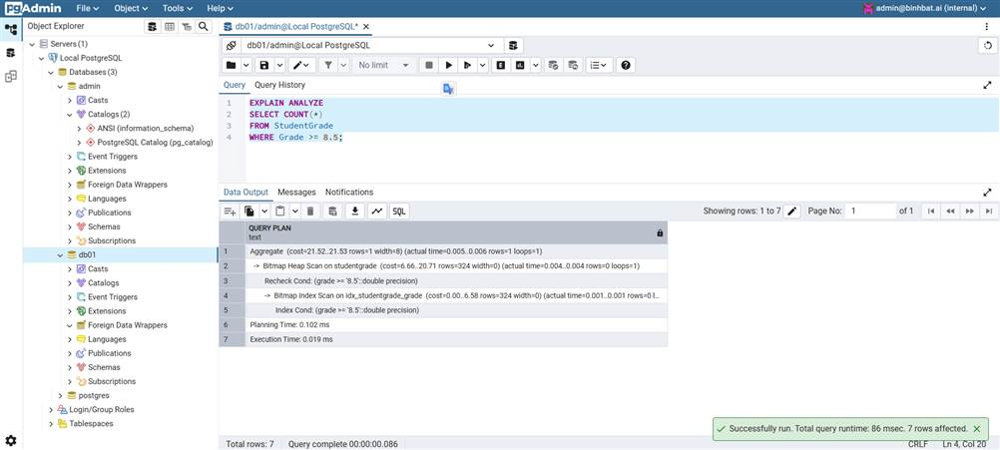 pgAdmin File Object Tools Help admin@binhbat.ai (internal)
Object Explorer
Servers (1)
Local PostgreSQL
Databases (3)
admin
Casts
Catalogs (2)
ANSI (information_schema)
PostgreSQL Catalog (pg_catalog)
Event Triggers
Extensions
Foreign Data Wrappers
Languages
Publications
Schemas
Subscriptions
db01
Casts
Catalogs
Event Triggers
Extensions
Foreign Data Wrappers
Languages
Publications
Schemas
Subscriptions
postgres
Login/Group Roles
Tablespaces
db01/admin@Local PostgreSQL*
db01/admin@Local PostgreSQL
No limit
Query Query History
1 EXPLAIN ANALYZE
2 SELECT COUNT(*)
3 FROM StudentGrade
4 WHERE Grade >= 8.5;
Data Output Messages Notifications
SQL Showing rows: 1 to 7 Page No: 1 of 1
QUERY PLAN
text
1 Aggregate (cost=21.52..21.53 rows=1 width=8) (actual time=0.005..0.006 rows=1 loops=1)
2 -> Bitmap Heap Scan on studentgrade (cost=6.66..20.71 rows=324 width=0) (actual time=0.004..0.004 rows=0 loops=1)
3 Recheck Cond: (grade >= '8.5'::double precision)
4 -> Bitmap Index Scan on idx_studentgrade_grade (cost=0.00..6.58 rows=324 width=0) (actual time=0.001..0.001 rows=0 l...
5 Index Cond: (grade >= '8.5'::double precision)
6 Planning Time: 0.102 ms
7 Execution Time: 0.019 ms
Successfully run. Total query runtime: 86 msec. 7 rows affected.
Total rows: 7 Query complete 00:00:00.086 CRLF Ln 4, Col 20